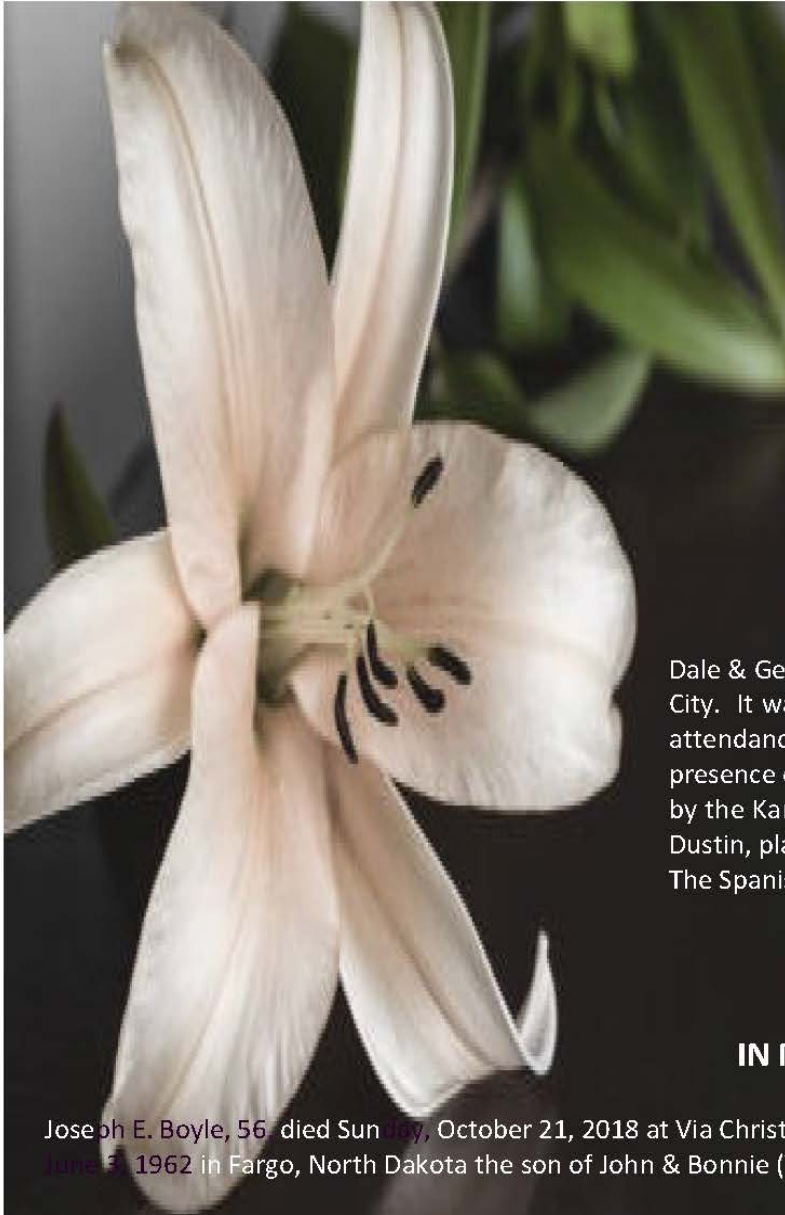 Dale & Ge
City. It wa
attendanc
presence
by the Kar
Dustin, pla
The Spanis
IN
Joseph E. Boyle, 56, died Sunday, October 21, 2018 at Via Christ
June 3, 1962 in Fargo, North Dakota the son of John & Bonnie (